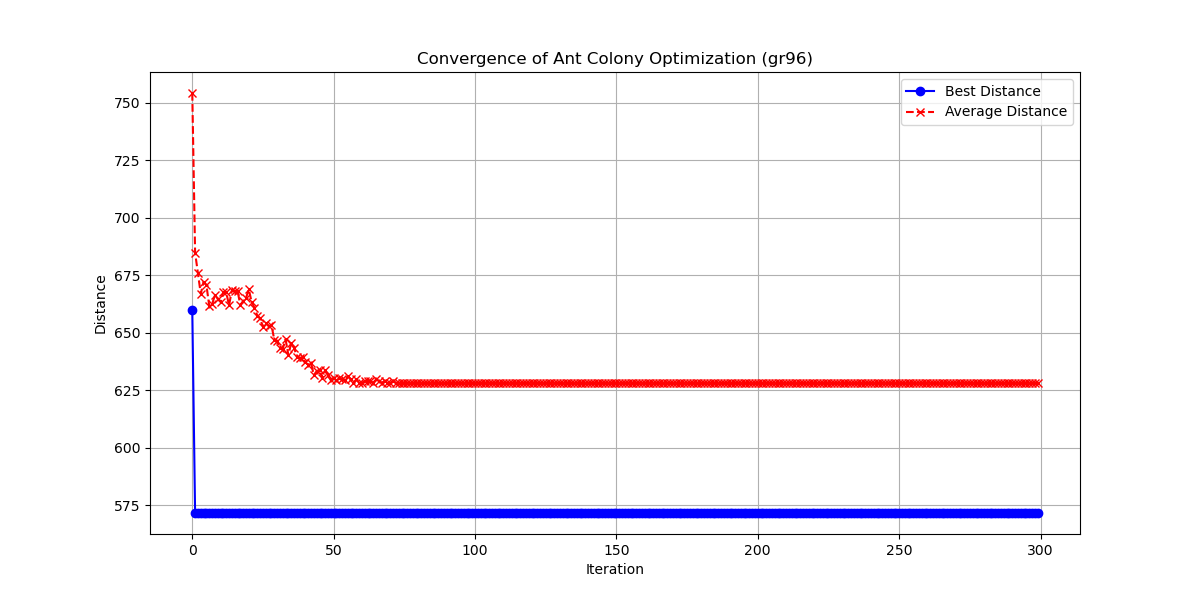 Convergence of Ant Colony Optimization (gr96)
Best Distance
Average Distance
750
725
700
675
650
625
600
575
Distance
0 50 100 150 200 250 300
Iteration